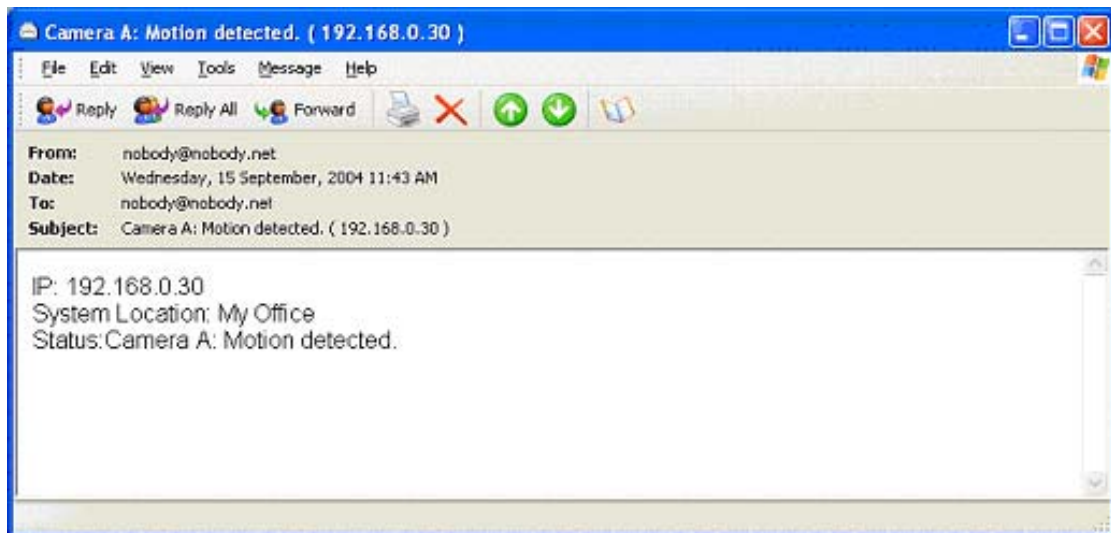 Camera A: Motion detected. ( 192.168.0.30 )
File Edit View Tools Message Help
Reply Reply All Forward
From: nobody@nobody.net
Date: Wednesday, 15 September, 2004 11:43 AM
To: nobody@nobody.net
Subject: Camera A: Motion detected. ( 192.168.0.30 )
IP: 192.168.0.30
System Location: My Office
Status:Camera A: Motion detected.